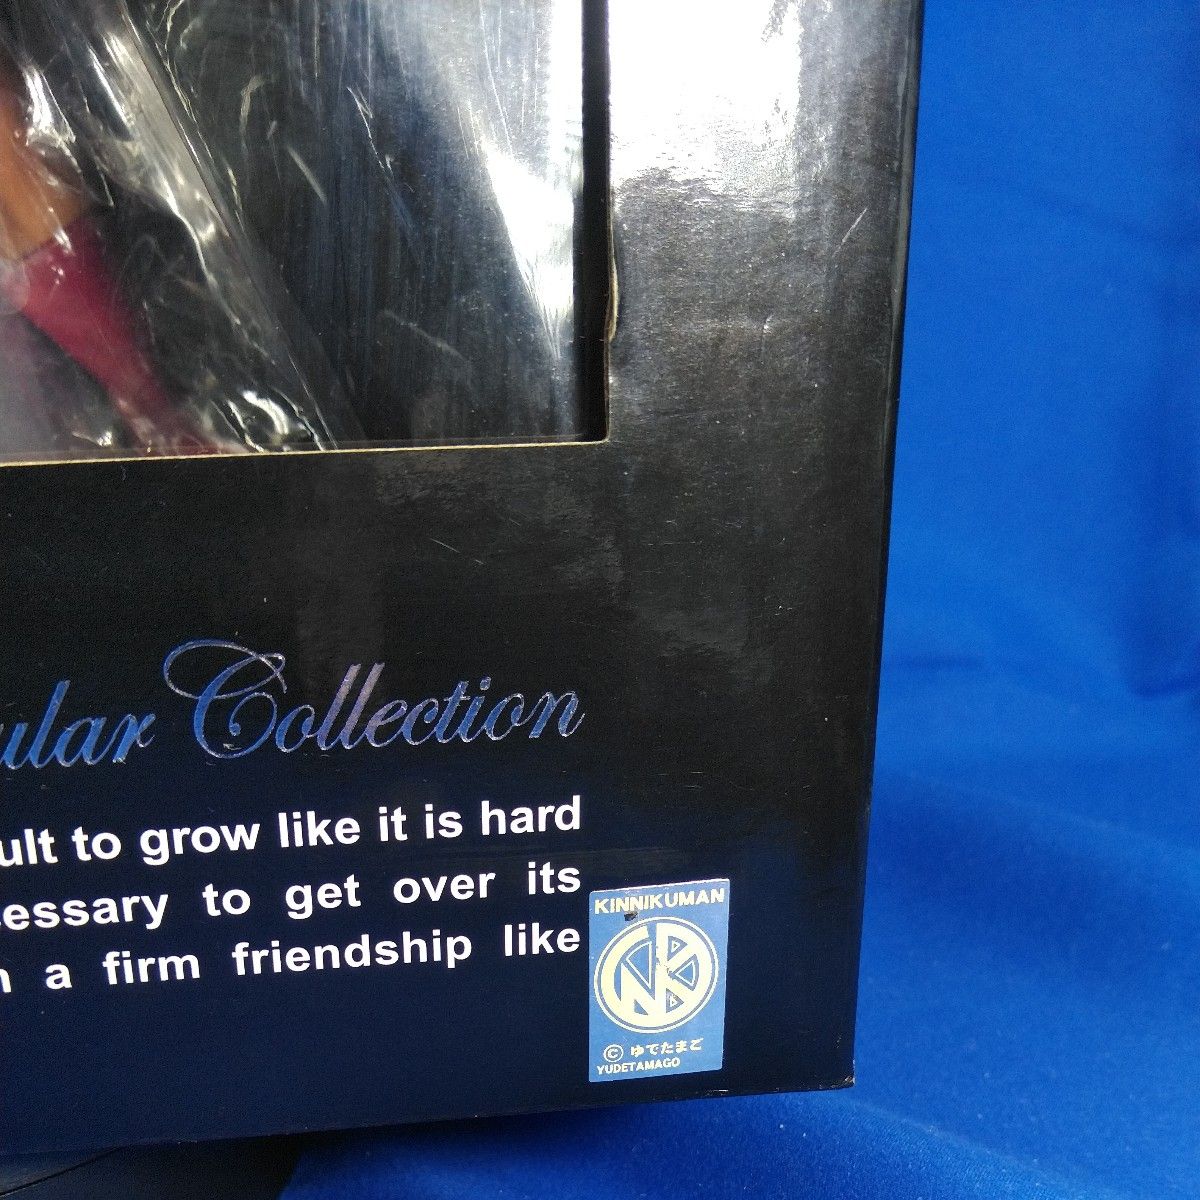 Collection
to grow like it is hard
to get over its
a firm friendship like
KINNIKUMAN
© ゆでたまご
YUDETAMAGO